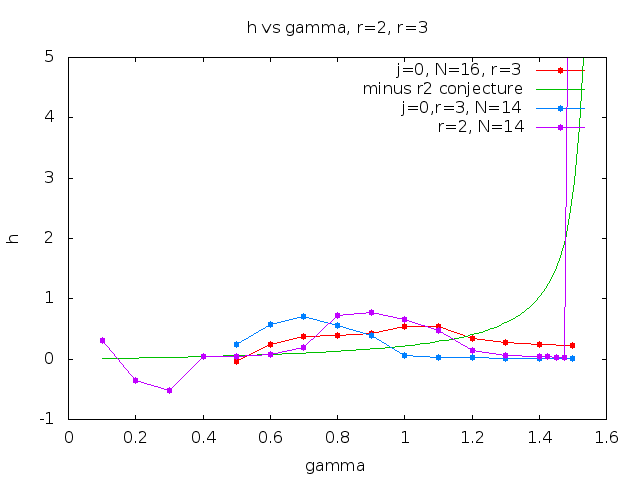 h vs gamma, r=2, r=3
j=0, N=16, r=3
minus r2 conjecture
j=0,r=3, N=14
r=2, N=14
5
4
3
2
1
0
-1
h
0 0.2 0.4 0.6 0.8 1 1.2 1.4 1.6
gamma